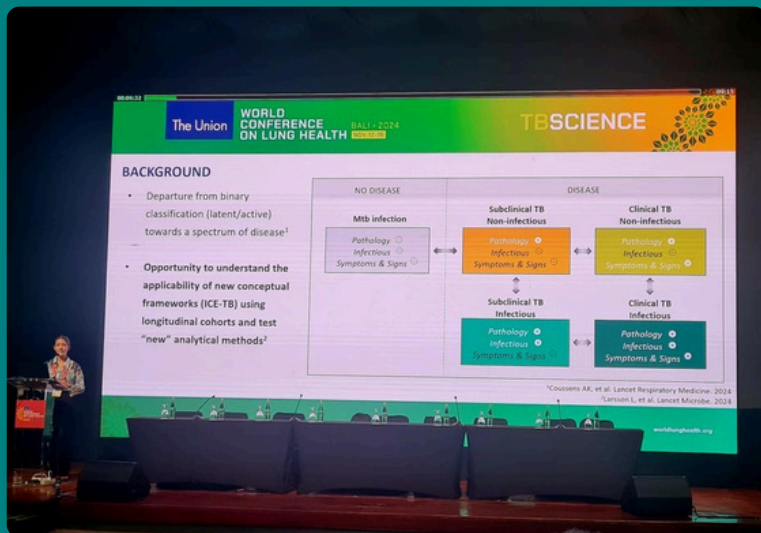 The Union
WORLD
CONFERENCE
ON LUNG HEALTH
BALI • 2024
TBSCIENCE
BACKGROUND
• Departure from binary
classification (latent/active)
towards a spectrum of disease¹
• Opportunity to understand the
applicability of new conceptual
frameworks (ICE-TB) using
longitudinal cohorts and test
“new” analytical methods²
NO DISEASE
DISEASE
Mtb infection
Pathology -
Infectious -
Symptoms & Signs -
Subclinical TB
Non-infectious
Pathology +
Infectious -
Symptoms & Signs -
Clinical TB
Non-infectious
Pathology +
Infectious -
Symptoms & Signs +
Subclinical TB
Infectious
Pathology +
Infectious +
Symptoms & Signs -
Clinical TB
Infectious
Pathology +
Infectious +
Symptoms & Signs +
¹Coussens AK, et al. Lancet Respiratory Medicine. 2024
²Larsson L, et al. Lancet Microbe. 2024
worldlunghealth.org